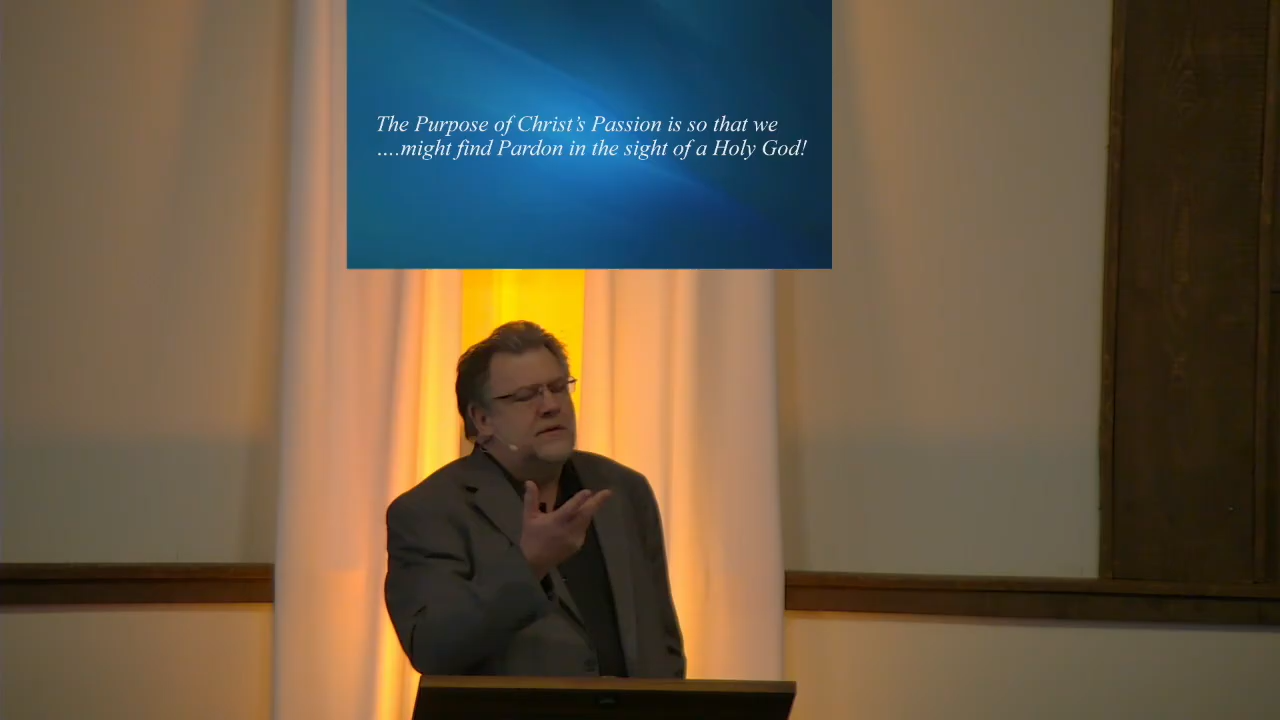 The Purpose of Christ's Passion is so that we
....might find Pardon in the sight of a Holy God!